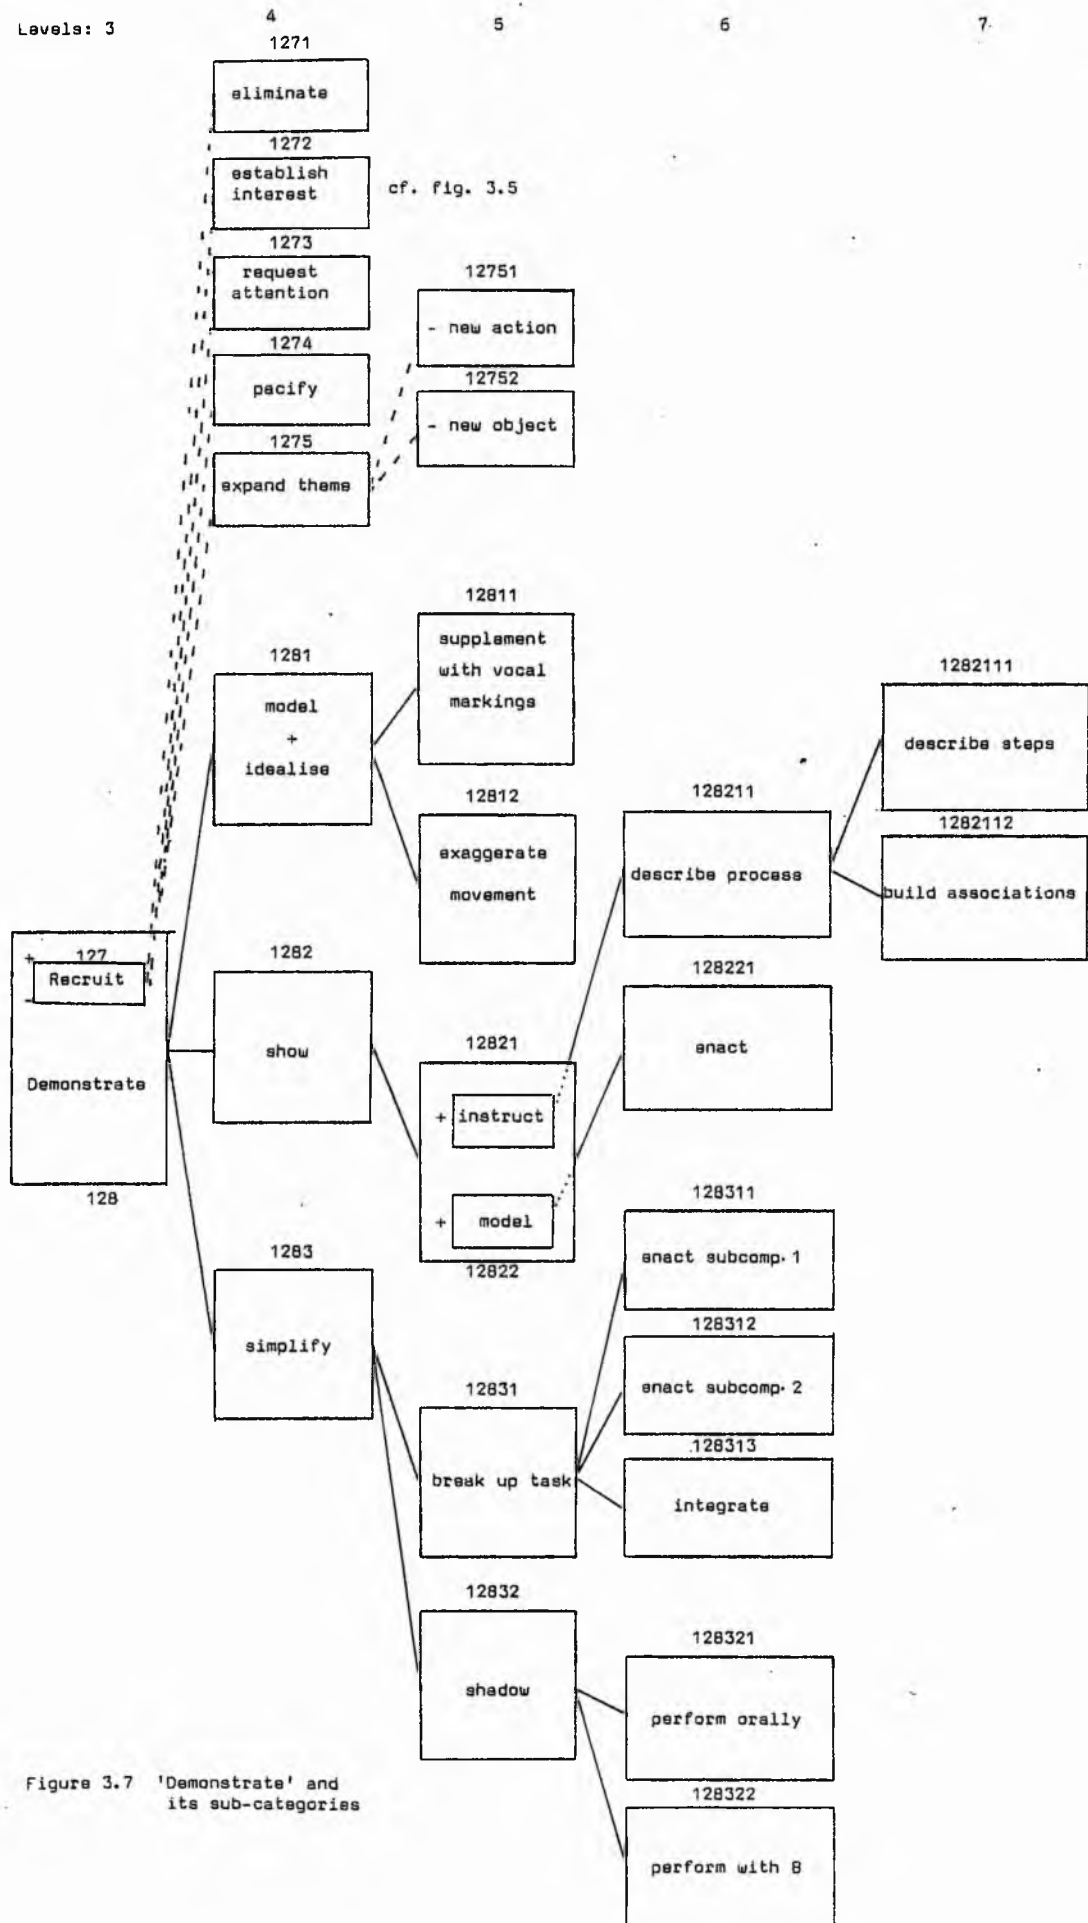 Levels: 3
4
5
6
7.
1271
eliminate
1272
establish
interest
cf. fig. 3.5
1273
request
attention
1274
pacify
1275
expand theme
12751
- new action
12752
- new object
1281
model
+
idealise
12811
supplement
with vocal
markings
12812
exaggerate
movement
128211
describe process
1282111
describe steps
1282112
build associations
+
127
Recruit
-
Demonstrate
128
1282
show
12821
+ instruct
+ model
12822
128221
enact
1283
simplify
12831
break up task
128311
enact subcomp. 1
128312
enact subcomp. 2
128313
integrate
12832
shadow
128321
perform orally
128322
perform with B
Figure 3.7 'Demonstrate' and
its sub-categories